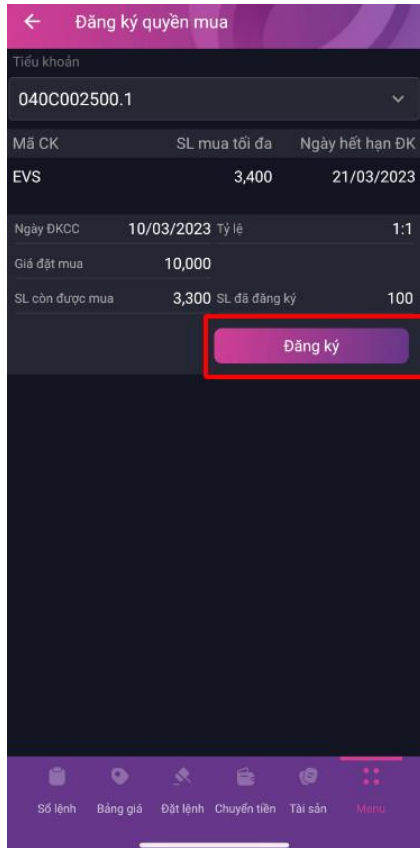 Đăng ký quyền mua
Tiểu khoản
040C002500.1
Mã CK SL mua tối đa Ngày hết hạn ĐK
EVS 3,400 21/03/2023
Ngày ĐKCC 10/03/2023 Tỷ lệ 1:1
Giá đặt mua 10,000
SL còn được mua 3,300 SL đã đăng ký 100
Đăng ký
Sổ lệnh Bảng giá Đặt lệnh Chuyển tiền Tài sản Menu